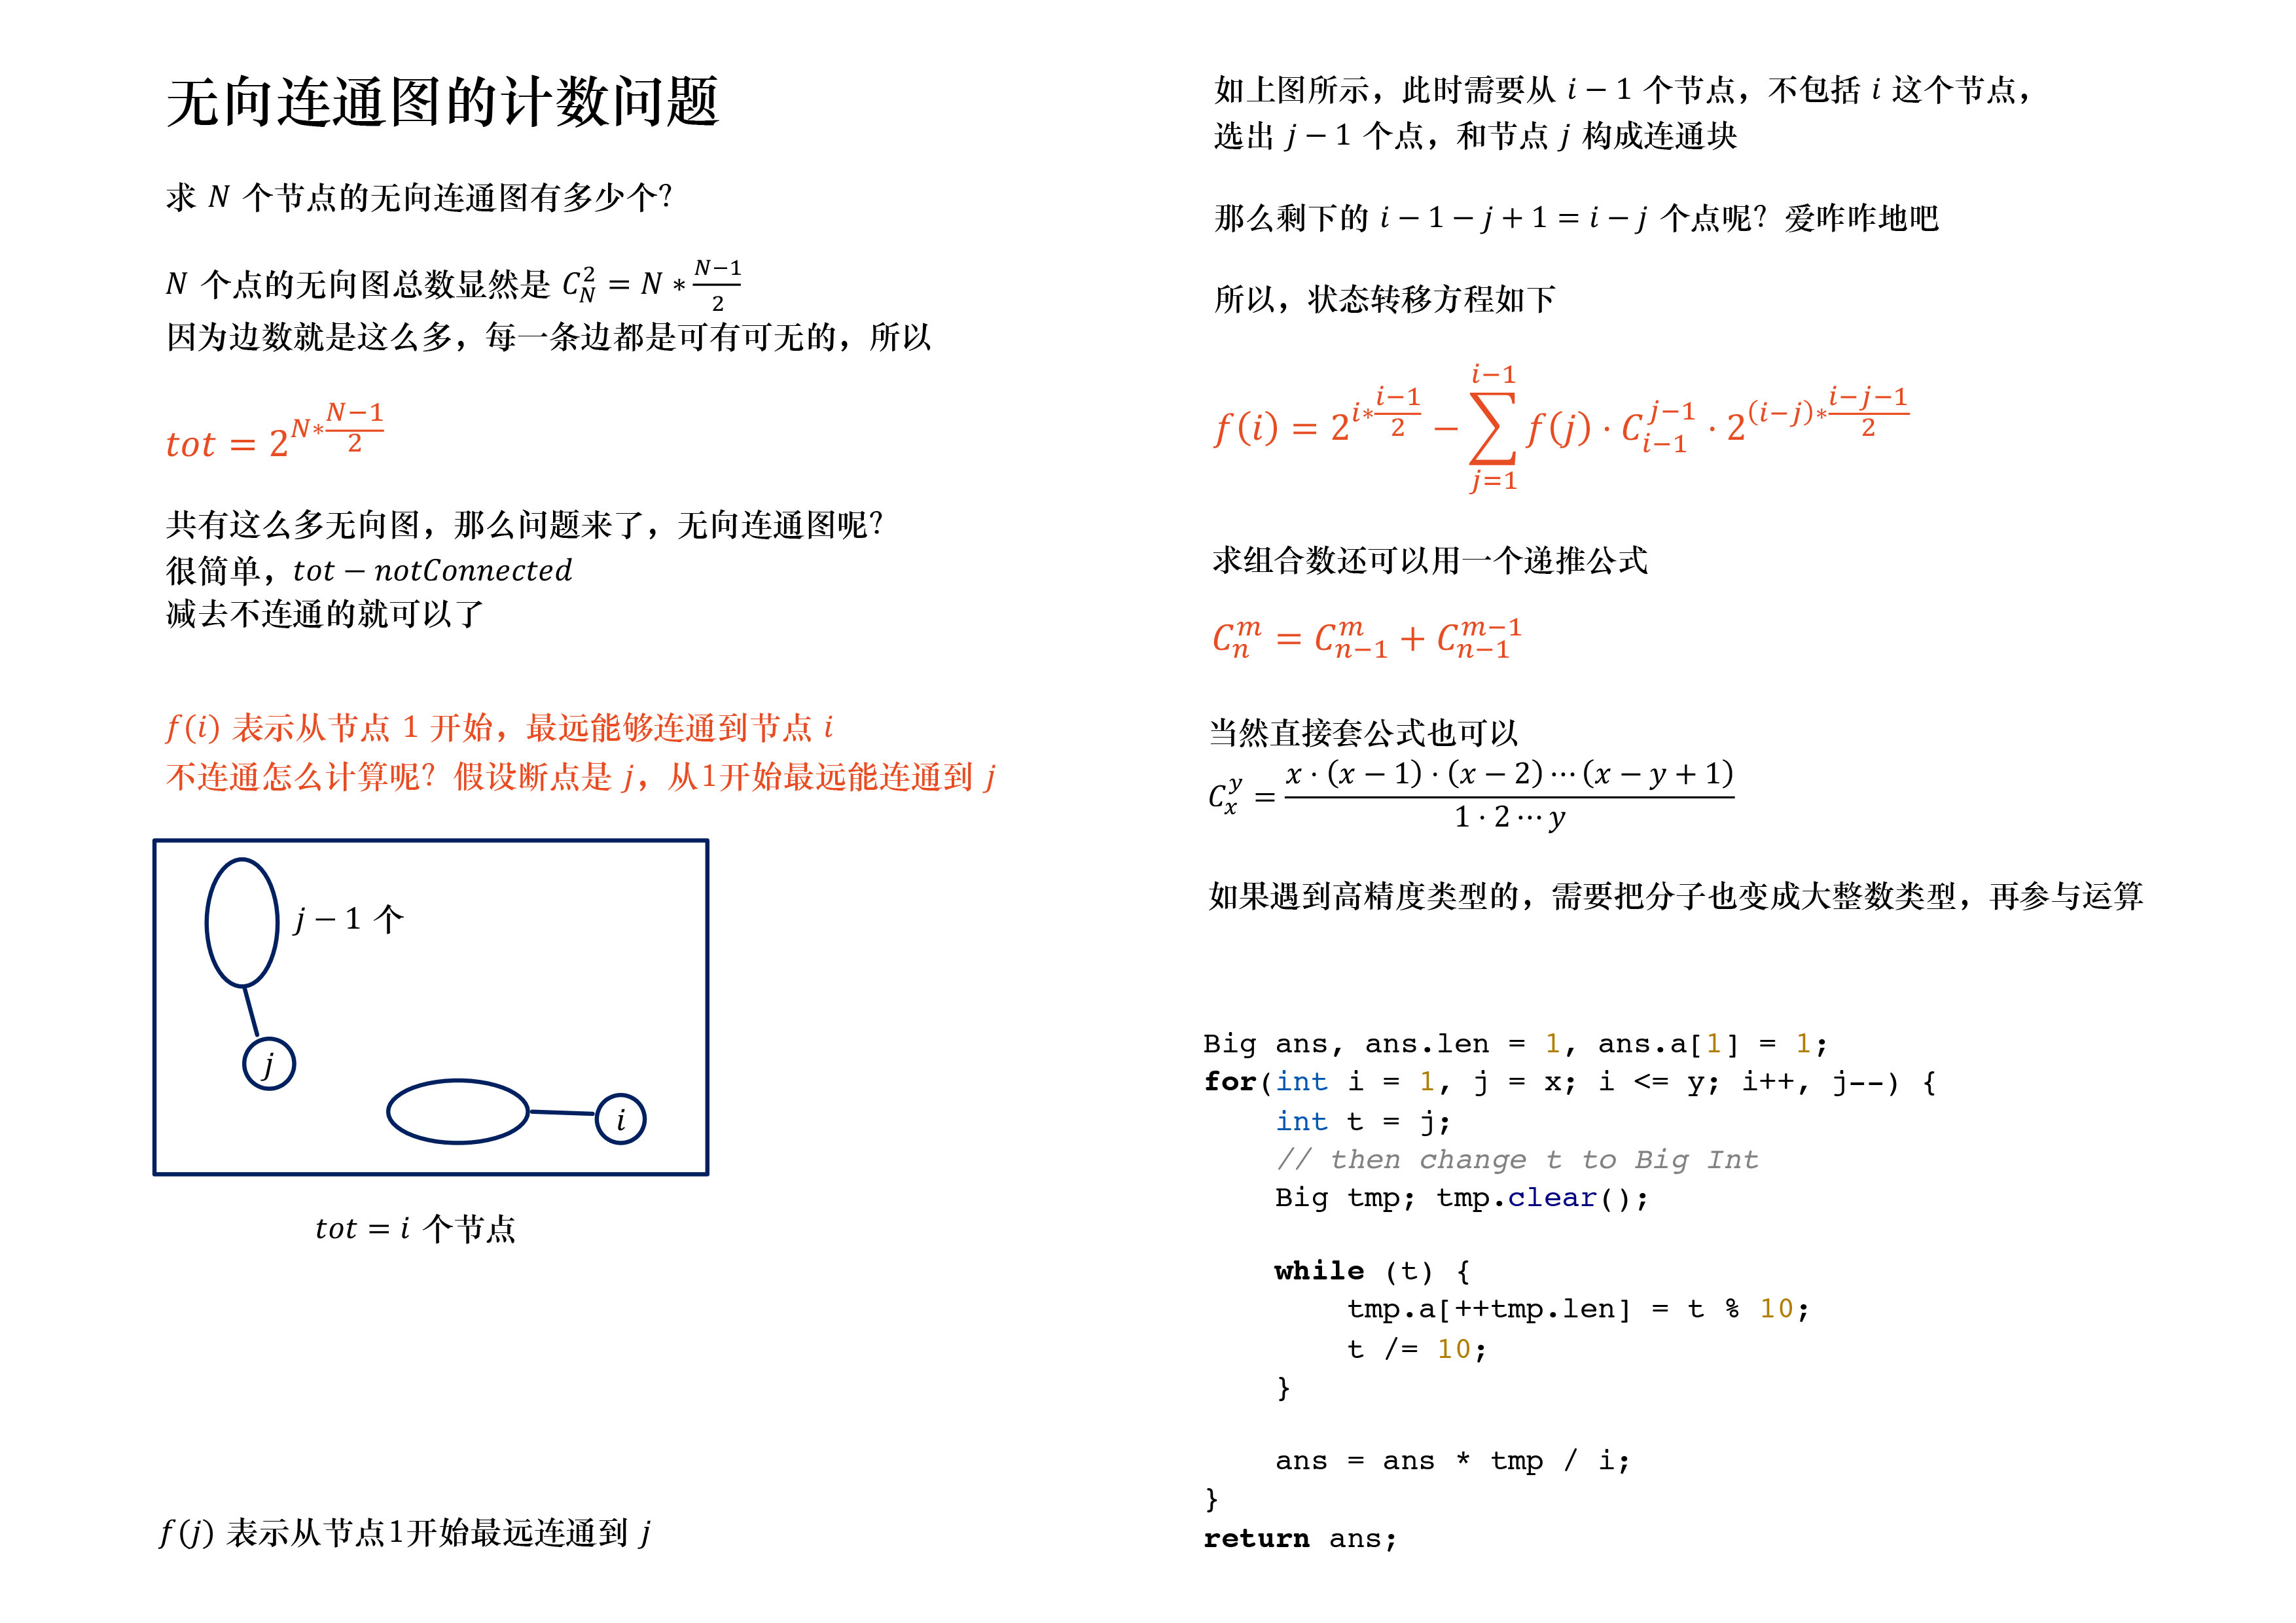 无向连通图的计数问题
求 N 个节点的无向连通图有多少个？
N 个点的无向图总数显然是 C_N^2 = N * \frac{N-1}{2}
因为边数就是这么多，每一条边都是可有可无的，所以
tot = 2^{N*\frac{N-1}{2}}
共有这么多无向图，那么问题来了，无向连通图呢？
很简单，tot − notConnected
减去不连通的就可以了
f(i) 表示从节点 1 开始，最远能够连通到节点 i
不连通怎么计算呢？假设断点是 j，从1开始最远能连通到 j
j − 1 个
j
i
tot = i 个节点
f(j) 表示从节点1开始最远连通到 j
如上图所示，此时需要从 i − 1 个节点，不包括 i 这个节点，
选出 j − 1 个点，和节点 j 构成连通块
那么剩下的 i − 1 − j + 1 = i − j 个点呢？爱咋咋地吧
所以，状态转移方程如下
f(i) = 2^{i*\frac{i-1}{2}} − \sum_{j=1}^{i-1} f(j) · C_{i-1}^{j-1} · 2^{(i-j)*\frac{i-j-1}{2}}
求组合数还可以用一个递推公式
C_n^m = C_{n-1}^m + C_{n-1}^{m-1}
当然直接套公式也可以
C_x^y = \frac{x · (x − 1) · (x − 2) ⋯ (x − y + 1)}{1 · 2 ⋯ y}
如果遇到高精度类型的，需要把分子也变成大整数类型，再参与运算
Big ans, ans.len = 1, ans.a[1] = 1;
for(int i = 1, j = x; i <= y; i++, j--) {
    int t = j;
    // then change t to Big Int
    Big tmp; tmp.clear();
    while (t) {
        tmp.a[++tmp.len] = t % 10;
        t /= 10;
    }
    ans = ans * tmp / i;
}
return ans;